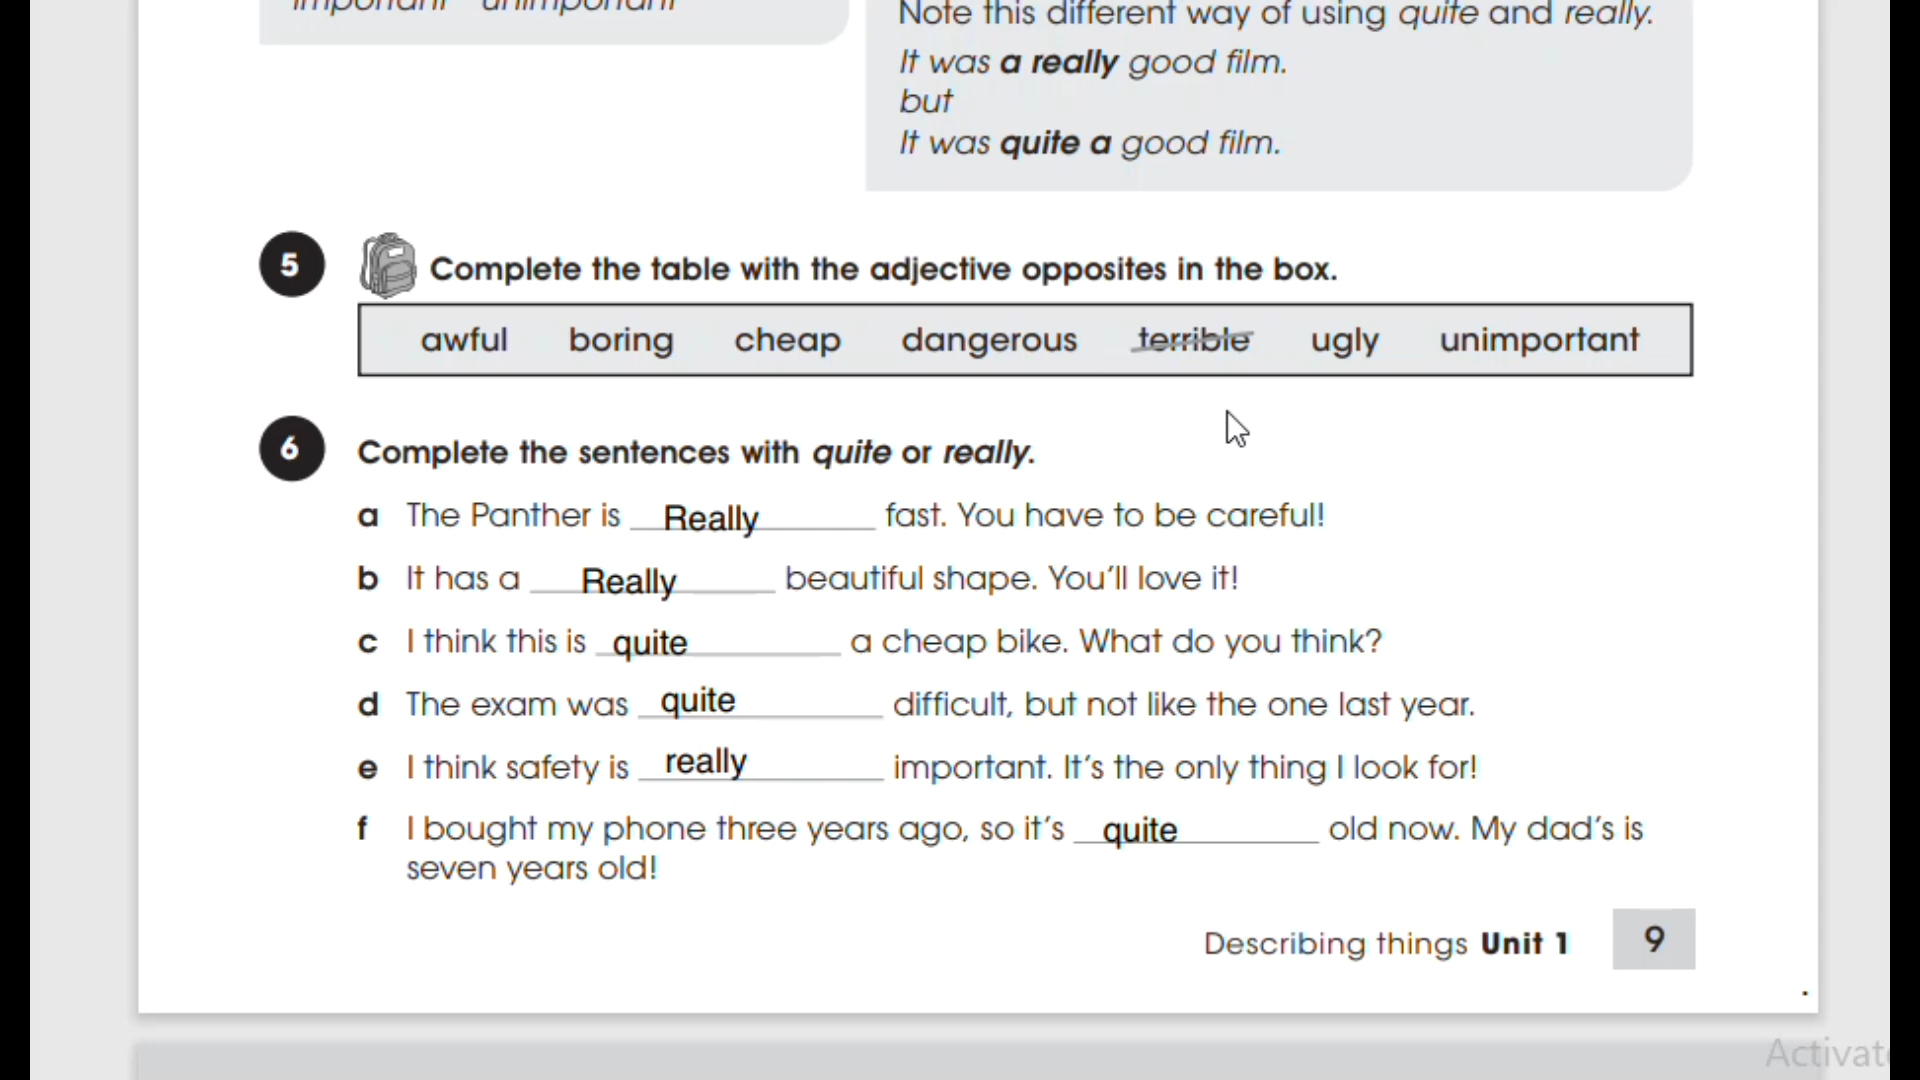 important unimportant
Note this different way of using quite and really.
It was a really good film.
but
It was quite a good film.
5 Complete the table with the adjective opposites in the box.
awful boring cheap dangerous terrible ugly unimportant
6 Complete the sentences with quite or really.
a The Panther is Really fast. You have to be careful!
b It has a Really beautiful shape. You'll love it!
c I think this is quite a cheap bike. What do you think?
d The exam was quite difficult, but not like the one last year.
e I think safety is really important. It's the only thing I look for!
f I bought my phone three years ago, so it's quite old now. My dad's is
seven years old!
Describing things Unit 1 9
.
Activat